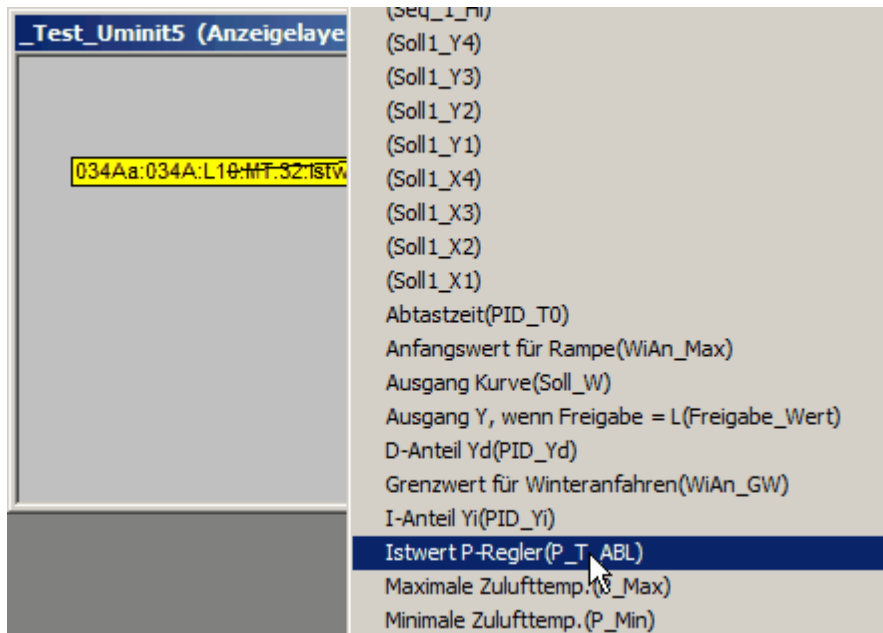 _Test_Uminit5 (Anzeigelaye
034Aa:034A:L10:MT:32:Istw
(Seq_1_Hi)
(Soll1_Y4)
(Soll1_Y3)
(Soll1_Y2)
(Soll1_Y1)
(Soll1_X4)
(Soll1_X3)
(Soll1_X2)
(Soll1_X1)
Abtastzeit(PID_T0)
Anfangswert für Rampe(WiAn_Max)
Ausgang Kurve(Soll_W)
Ausgang Y, wenn Freigabe = L(Freigabe_Wert)
D-Anteil Yd(PID_Yd)
Grenzwert für Winteranfahren(WiAn_GW)
I-Anteil Yi(PID_Yi)
Istwert P-Regler(P_T_ABL)
Maximale Zulufttemp.(P_Max)
Minimale Zulufttemp.(P_Min)